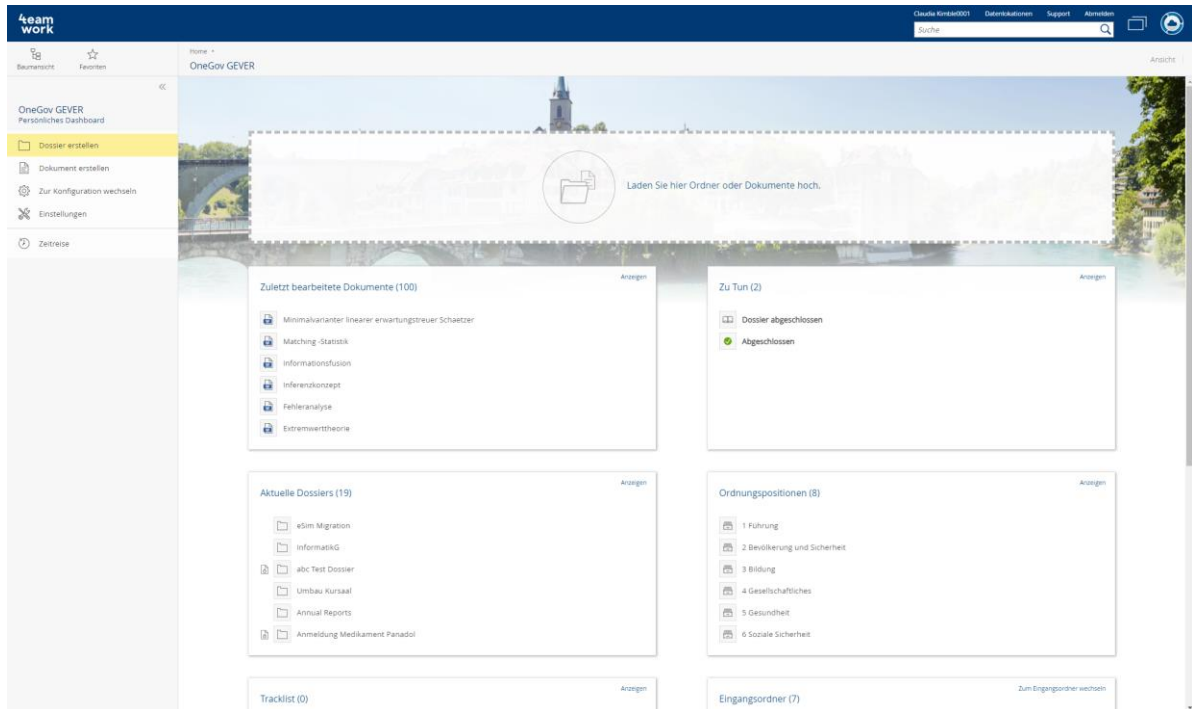 4team
work
Claudia Kimble0001 Datenlokationen Support Abmelden
Suche
Baumansicht Favoriten
Home
OneGov GEVER
Ansicht
OneGov GEVER
Persönliches Dashboard
Dossier erstellen
Dokument erstellen
Zur Konfiguration wechseln
Einstellungen
Zeitreise
Laden Sie hier Ordner oder Dokumente hoch.
Zuletzt bearbeitete Dokumente (100) Anzeigen
Minimalvarianter linearer erwartungstreuer Schaetzer
Matching -Statistik
Informationsfusion
Inferenzkonzept
Fehleranalyse
Extremwerttheorie
Zu Tun (2) Anzeigen
Dossier abgeschlossen
Abgeschlossen
Aktuelle Dossiers (19) Anzeigen
eSim Migration
InformatikG
abc Test Dossier
Umbau Kursaal
Annual Reports
Anmeldung Medikament Panadol
Ordnungspositionen (8) Anzeigen
1 Führung
2 Bevölkerung und Sicherheit
3 Bildung
4 Gesellschaftliches
5 Gesundheit
6 Soziale Sicherheit
Tracklist (0) Anzeigen
Eingangsordner (7) Zum Eingangsordner wechseln